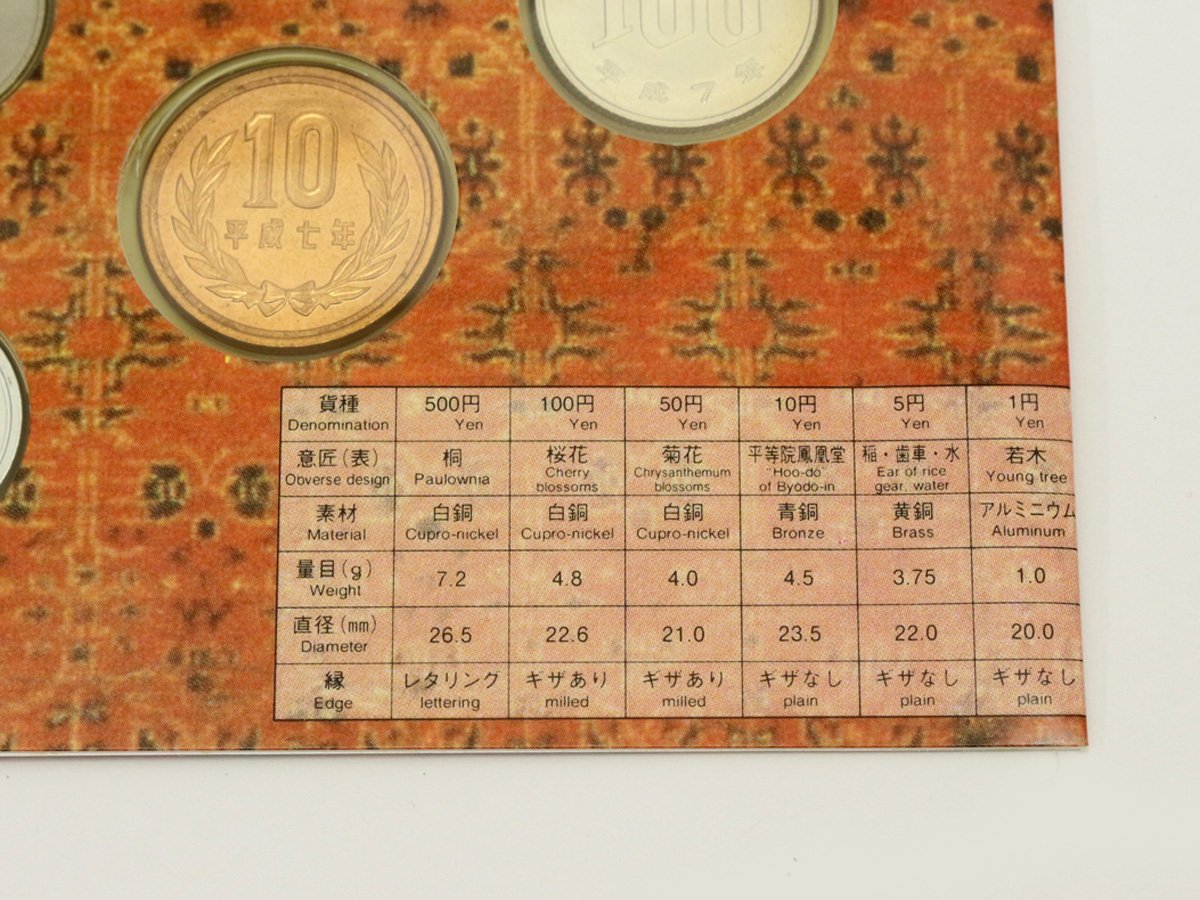 100
平成7年
10
平成七年
貨種 500円 100円 50円 10円 5円 1円
Denomination Yen Yen Yen Yen Yen Yen
意匠(表) 桐 桜花 菊花 平等院鳳凰堂 稲・歯車・水 若木
Obverse design Paulownia Cherry blossoms Chrysanthemum blossoms "Hoo-do" of Byodo-in Ear of rice gear, water Young tree
素材 白銅 白銅 白銅 青銅 黄銅 アルミニウム
Material Cupro-nickel Cupro-nickel Cupro-nickel Bronze Brass Aluminum
量目(g) 7.2 4.8 4.0 4.5 3.75 1.0
Weight
直径(mm) 26.5 22.6 21.0 23.5 22.0 20.0
Diameter
縁 レタリング ギザあり ギザあり ギザなし ギザなし ギザなし
Edge lettering milled milled plain plain plain